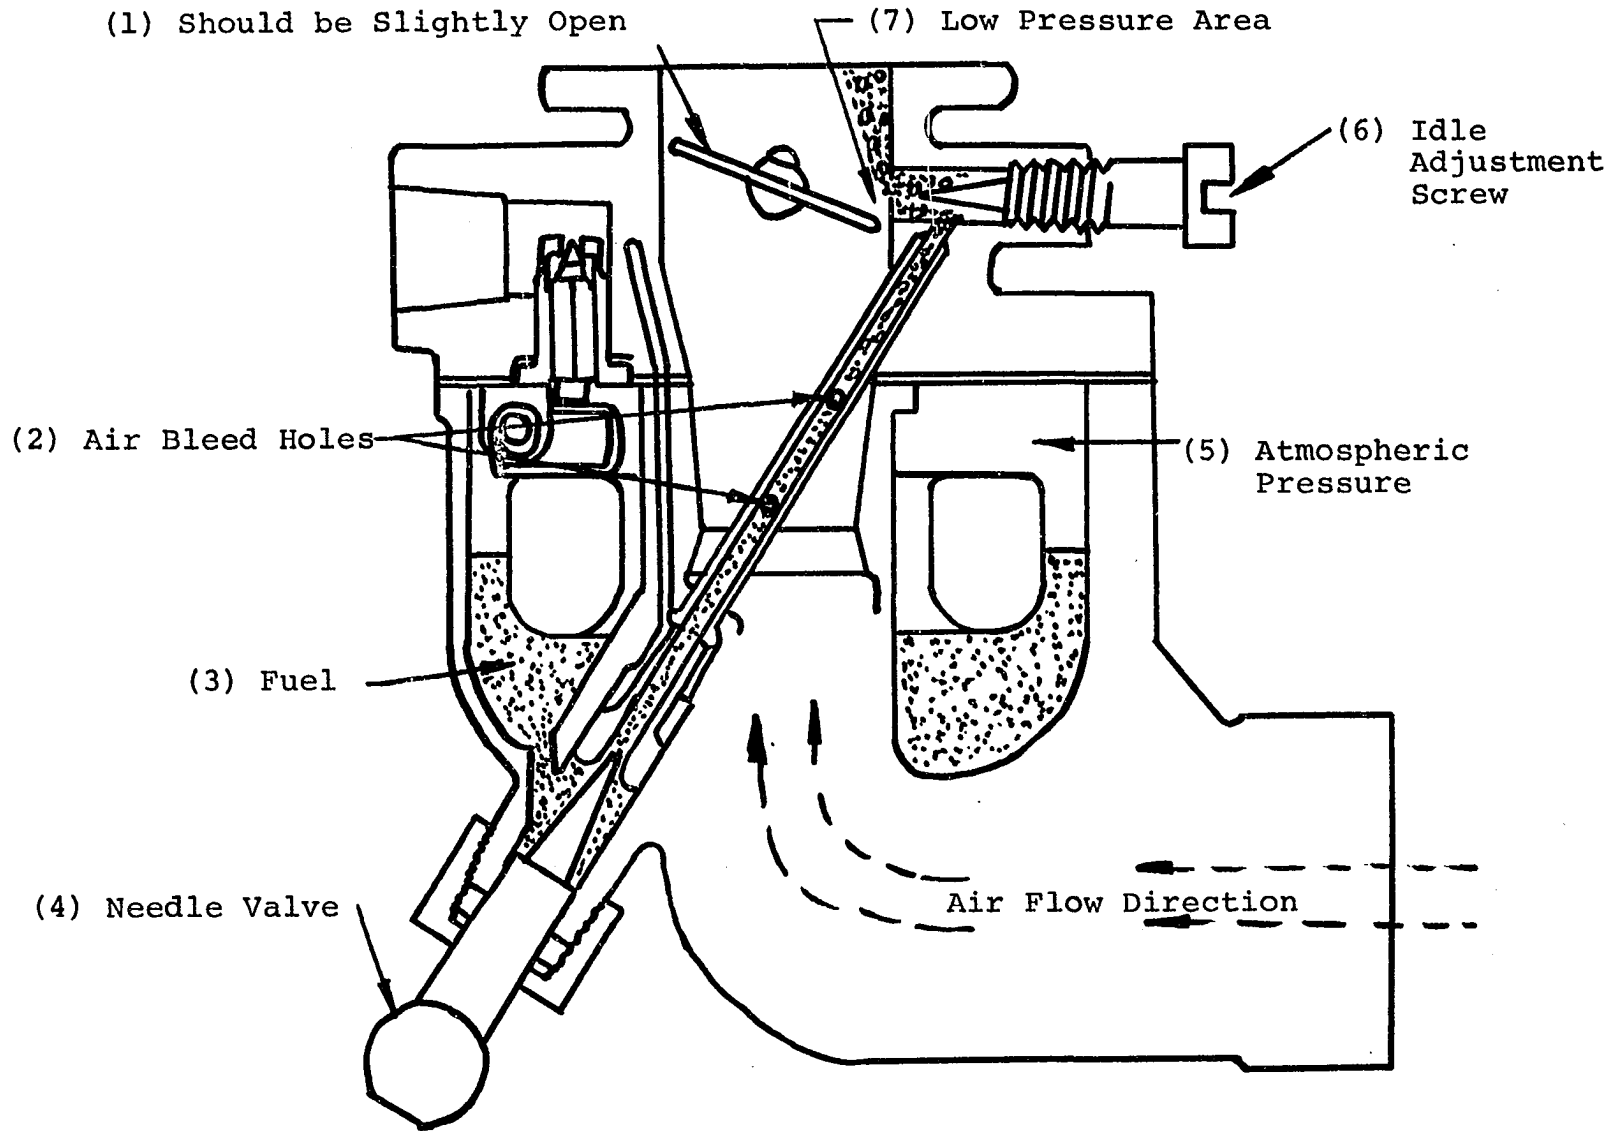 (1) Should be Slightly Open
(7) Low Pressure Area
(6) Idle
Adjustment
Screw
(2) Air Bleed Holes
(5) Atmospheric
Pressure
(3) Fuel
(4) Needle Valve
Air Flow Direction